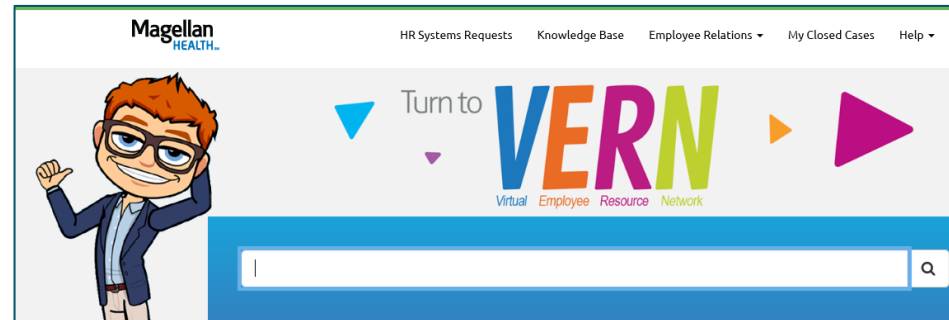 Magellan
HEALTH
HR Systems Requests Knowledge Base Employee Relations My Closed Cases Help
Turn to VERN
Virtual Employee Resource Network